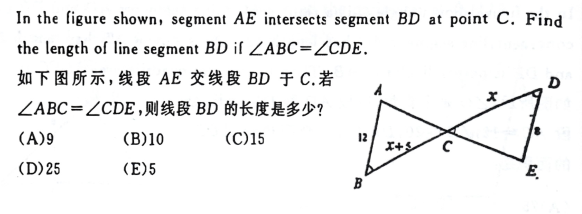 In the figure shown, segment AE intersects segment BD at point C. Find
the length of line segment BD if ∠ABC=∠CDE.
如下图所示,线段 AE 交线段 BD 于 C.若
∠ABC=∠CDE,则线段 BD 的长度是多少?
(A)9 (B)10 (C)15
(D)25 (E)5
A
D
x
12
x+5
C
8
B
E